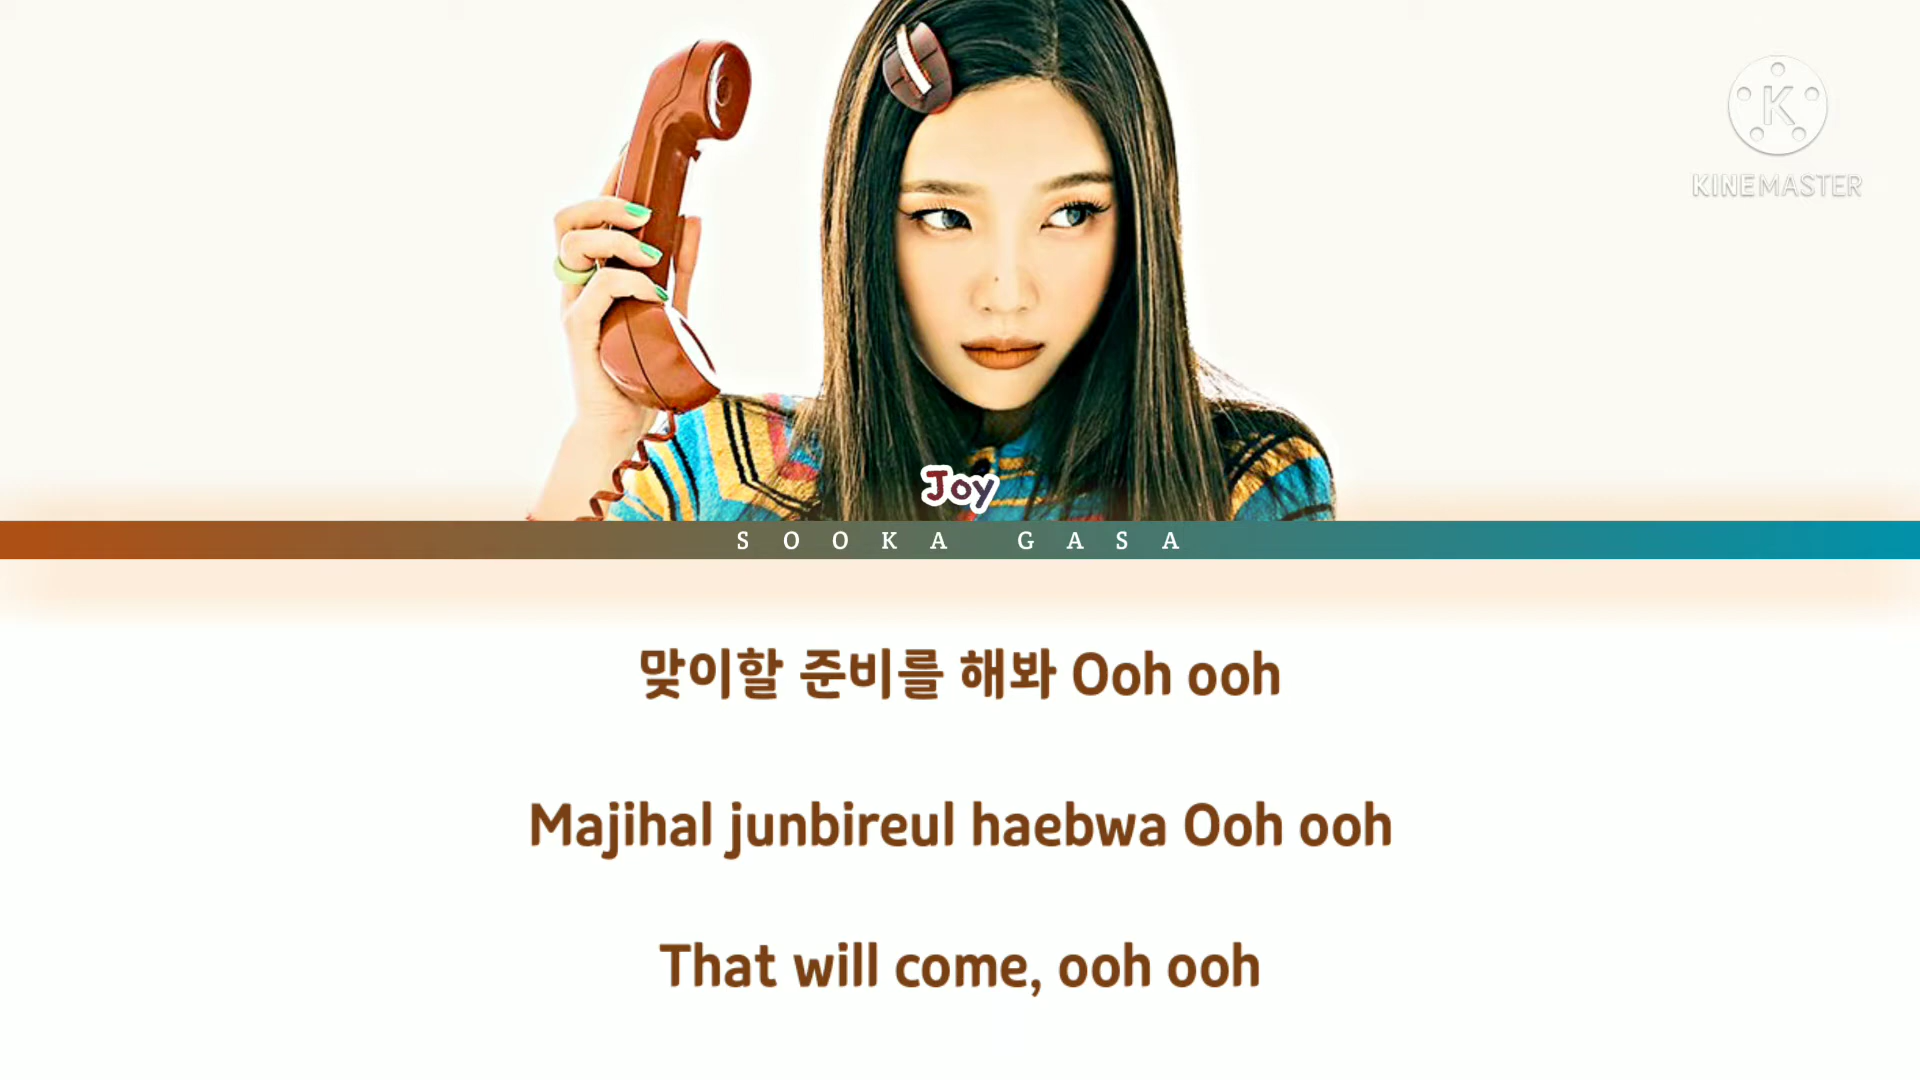 KINEMASTER
Joy
SOOKA GASA
맞이할 준비를 해봐 Ooh ooh
Majihal junbireul haebwa Ooh ooh
That will come, ooh ooh